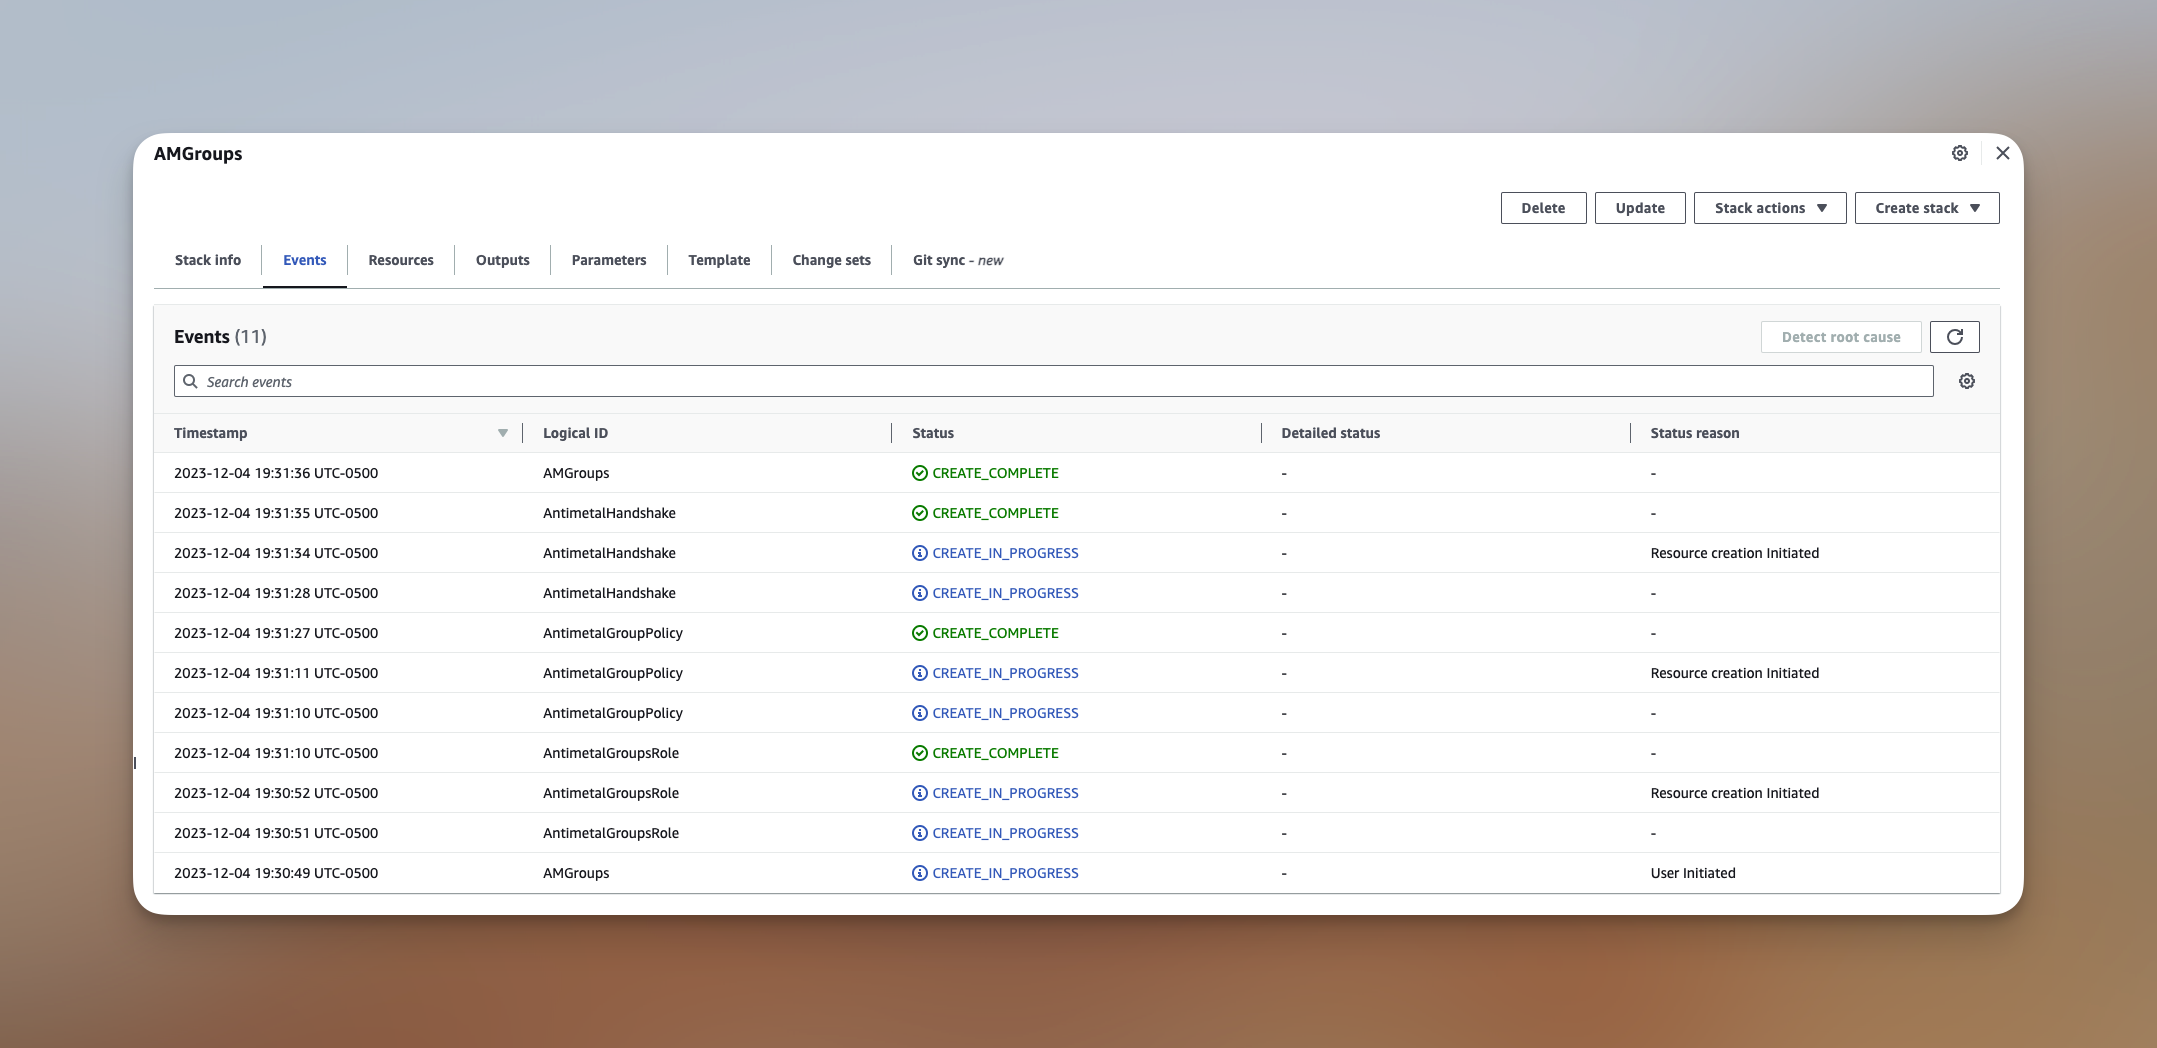 AMGroups
Delete Update Stack actions Create stack
Stack info Events Resources Outputs Parameters Template Change sets Git sync - new
Events (11) Detect root cause
Search events
Timestamp Logical ID Status Detailed status Status reason
2023-12-04 19:31:36 UTC-0500 AMGroups CREATE_COMPLETE - -
2023-12-04 19:31:35 UTC-0500 AntimetalHandshake CREATE_COMPLETE - -
2023-12-04 19:31:34 UTC-0500 AntimetalHandshake CREATE_IN_PROGRESS - Resource creation Initiated
2023-12-04 19:31:28 UTC-0500 AntimetalHandshake CREATE_IN_PROGRESS - -
2023-12-04 19:31:27 UTC-0500 AntimetalGroupPolicy CREATE_COMPLETE - -
2023-12-04 19:31:11 UTC-0500 AntimetalGroupPolicy CREATE_IN_PROGRESS - Resource creation Initiated
2023-12-04 19:31:10 UTC-0500 AntimetalGroupPolicy CREATE_IN_PROGRESS - -
2023-12-04 19:31:10 UTC-0500 AntimetalGroupsRole CREATE_COMPLETE - -
2023-12-04 19:30:52 UTC-0500 AntimetalGroupsRole CREATE_IN_PROGRESS - Resource creation Initiated
2023-12-04 19:30:51 UTC-0500 AntimetalGroupsRole CREATE_IN_PROGRESS - -
2023-12-04 19:30:49 UTC-0500 AMGroups CREATE_IN_PROGRESS - User Initiated